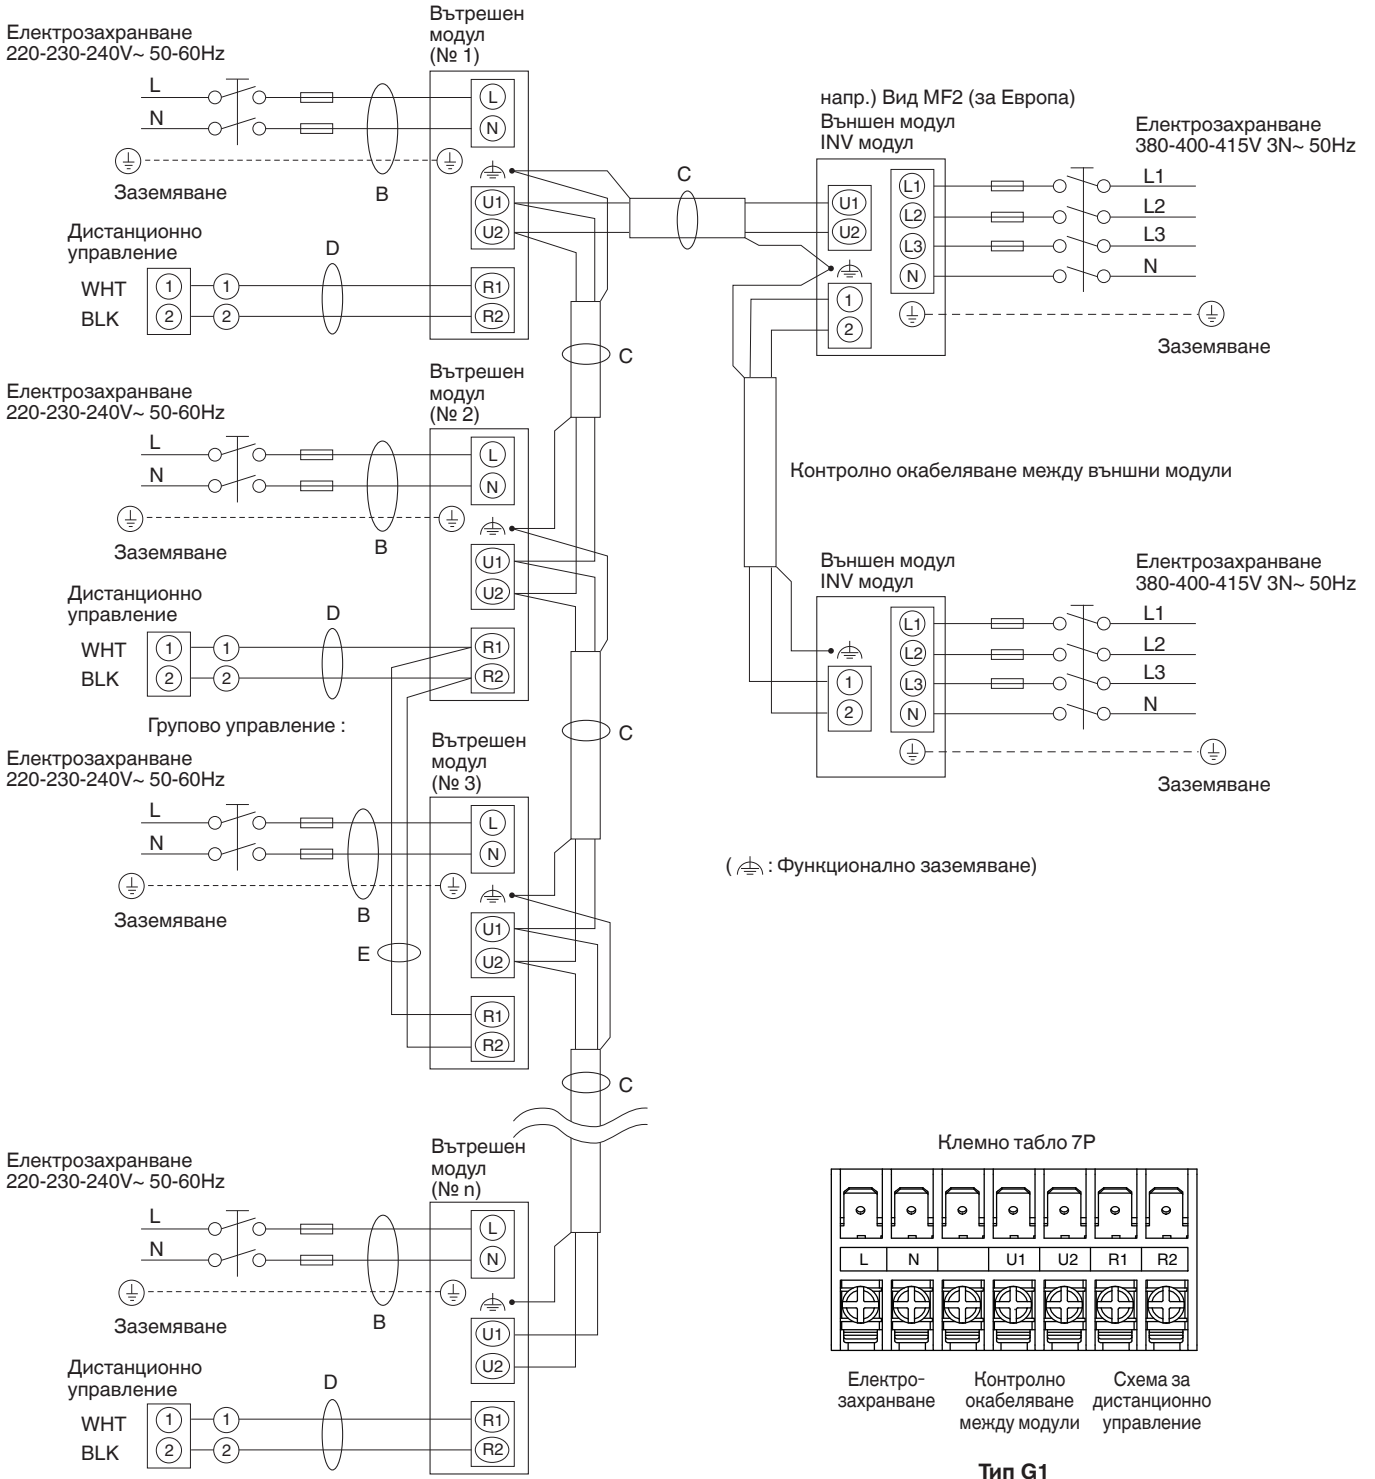 Електрозахранване
220-230-240V~ 50-60Hz
L
N
Заземяване
B
Вътрешен
модул
(№ 1)
L
N
U1
U2
R1
R2
Дистанционно
управление
WHT
BLK
1
2
1
2
D
C
C
напр.) Вид MF2 (за Европа)
Външен модул
INV модул
U1
U2
1
2
L1
L2
L3
N
Електрозахранване
380-400-415V 3N~ 50Hz
L1
L2
L3
N
Заземяване
Електрозахранване
220-230-240V~ 50-60Hz
L
N
Заземяване
B
Вътрешен
модул
(№ 2)
L
N
U1
U2
R1
R2
Дистанционно
управление
WHT
BLK
1
2
1
2
D
C
Контролно окабеляване между външни модули
Външен модул
INV модул
1
2
L1
L2
L3
N
Електрозахранване
380-400-415V 3N~ 50Hz
L1
L2
L3
N
Заземяване
Групово управление :
Електрозахранване
220-230-240V~ 50-60Hz
L
N
Заземяване
B
E
Вътрешен
модул
(№ 3)
L
N
U1
U2
R1
R2
C
( : Функционално заземяване)
Електрозахранване
220-230-240V~ 50-60Hz
L
N
Заземяване
B
Вътрешен
модул
(№ n)
L
N
U1
U2
R1
R2
Дистанционно
управление
WHT
BLK
1
2
1
2
D
Клемно табло 7P
L N U1 U2 R1 R2
Електро-
захранване
Контролно
окабеляване
между модули
Схема за
дистанционно
управление
Тип G1